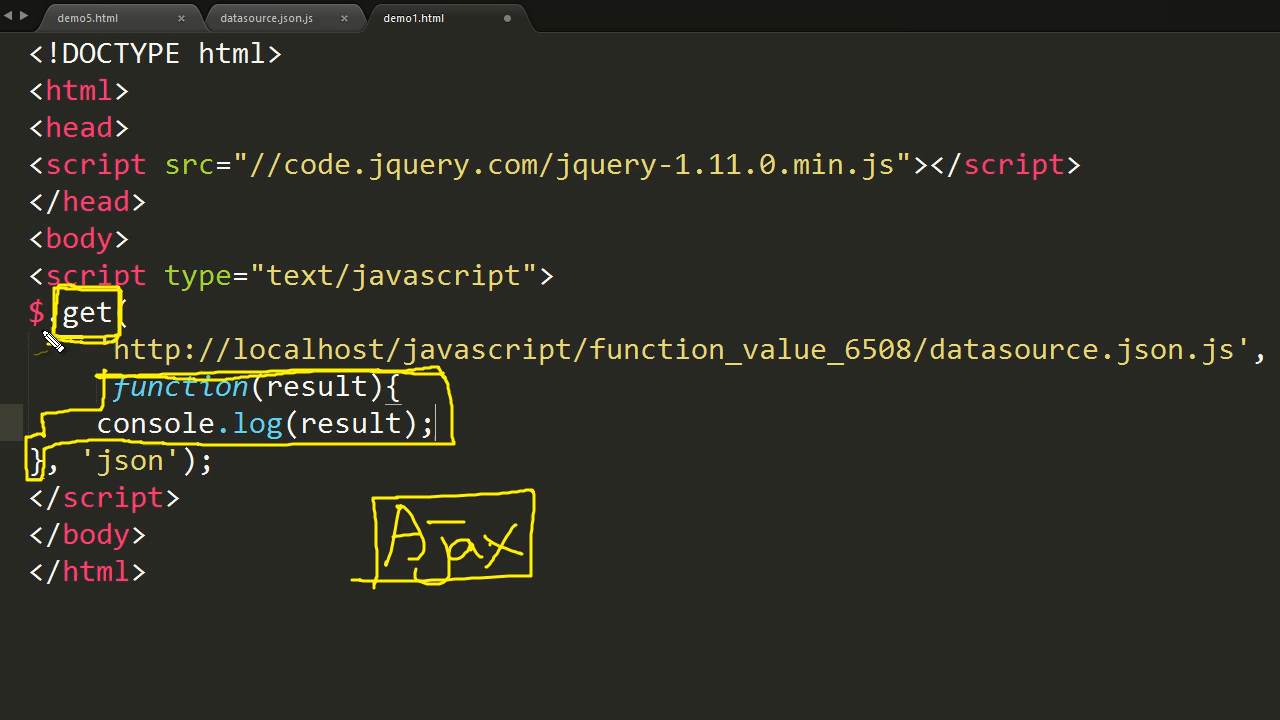 demo5.html × datasource.json.js × demo1.html
<!DOCTYPE html>
<html>
<head>
<script src="//code.jquery.com/jquery-1.11.0.min.js"></script>
</head>
<body>
<script type="text/javascript">
$.get(
http://localhost/javascript/function_value_6508/datasource.json.js',
function(result){
console.log(result);
}, 'json');
</script>
</body>
</html>
Ajax